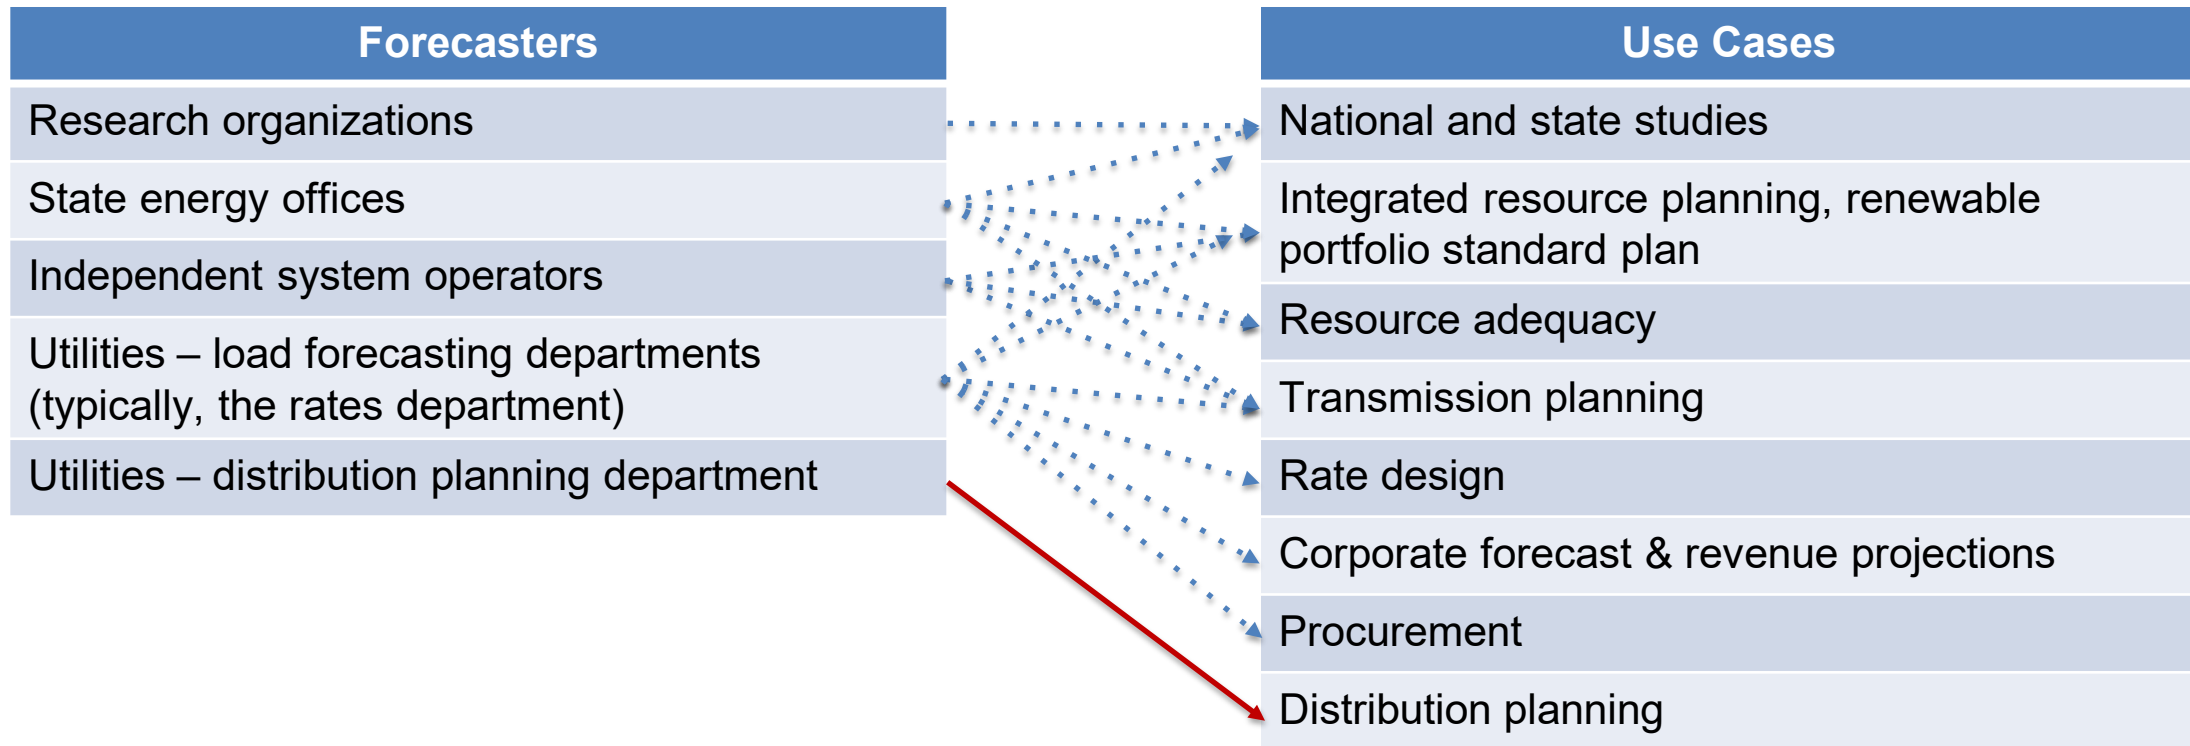 Forecasters
Research organizations
State energy offices
Independent system operators
Utilities – load forecasting departments
(typically, the rates department)
Utilities – distribution planning department
Use Cases
National and state studies
Integrated resource planning, renewable
portfolio standard plan
Resource adequacy
Transmission planning
Rate design
Corporate forecast & revenue projections
Procurement
Distribution planning